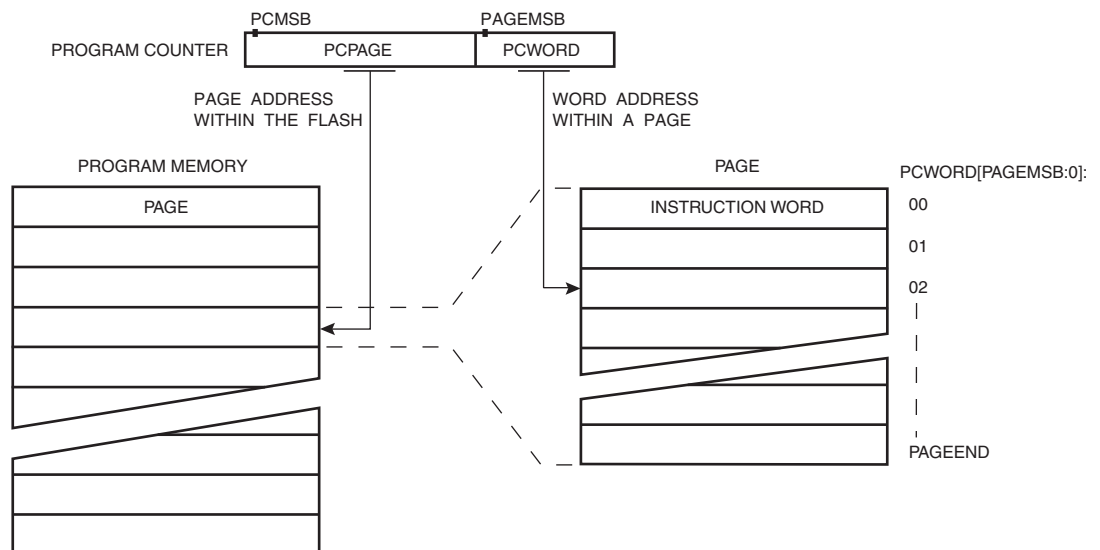 PCMSB PAGEMSB
PROGRAM COUNTER PCPAGE PCWORD
PAGE ADDRESS
WITHIN THE FLASH
WORD ADDRESS
WITHIN A PAGE
PROGRAM MEMORY PAGE PCWORD[PAGEMSB:0]:
PAGE INSTRUCTION WORD 00
01
02
PAGEEND